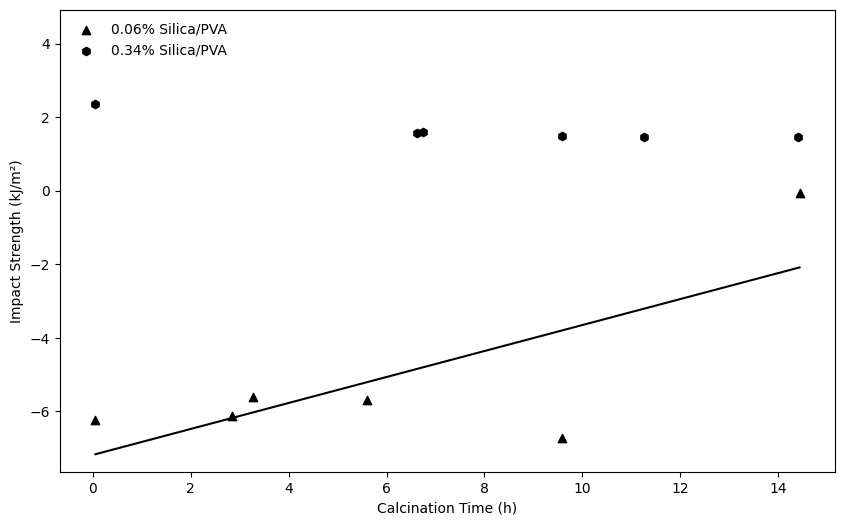 0.06% Silica/PVA
0.34% Silica/PVA
4
2
0
−2
−4
−6
Impact Strength (kJ/m²)
0 2 4 6 8 10 12 14
Calcination Time (h)